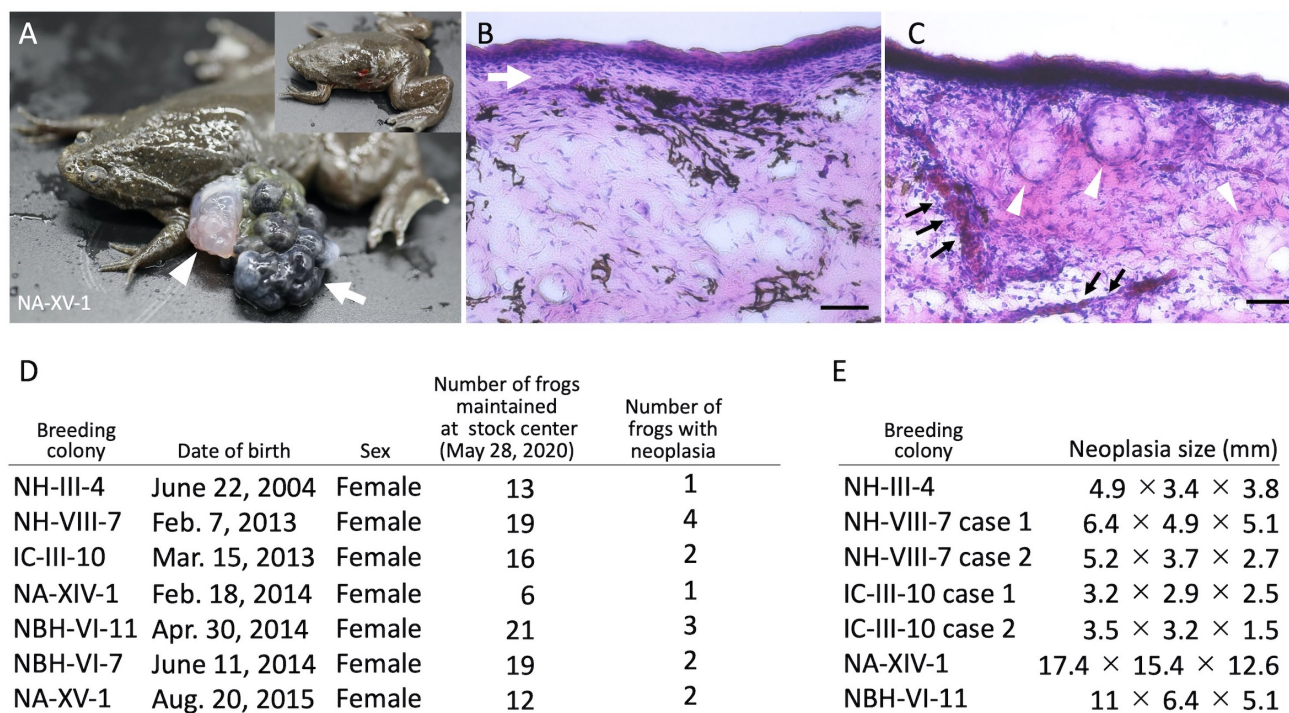 A
B
C
NA-XV-1
D
Breeding
colony
Date of birth
Sex
Number of frogs
maintained
at stock center
(May 28, 2020)
Number of
frogs with
neoplasia
NH-III-4 June 22, 2004 Female 13 1
NH-VIII-7 Feb. 7, 2013 Female 19 4
IC-III-10 Mar. 15, 2013 Female 16 2
NA-XIV-1 Feb. 18, 2014 Female 6 1
NBH-VI-11 Apr. 30, 2014 Female 21 3
NBH-VI-7 June 11, 2014 Female 19 2
NA-XV-1 Aug. 20, 2015 Female 12 2
E
Breeding
colony
Neoplasia size (mm)
NH-III-4 4.9 × 3.4 × 3.8
NH-VIII-7 case 1 6.4 × 4.9 × 5.1
NH-VIII-7 case 2 5.2 × 3.7 × 2.7
IC-III-10 case 1 3.2 × 2.9 × 2.5
IC-III-10 case 2 3.5 × 3.2 × 1.5
NA-XIV-1 17.4 × 15.4 × 12.6
NBH-VI-11 11 × 6.4 × 5.1